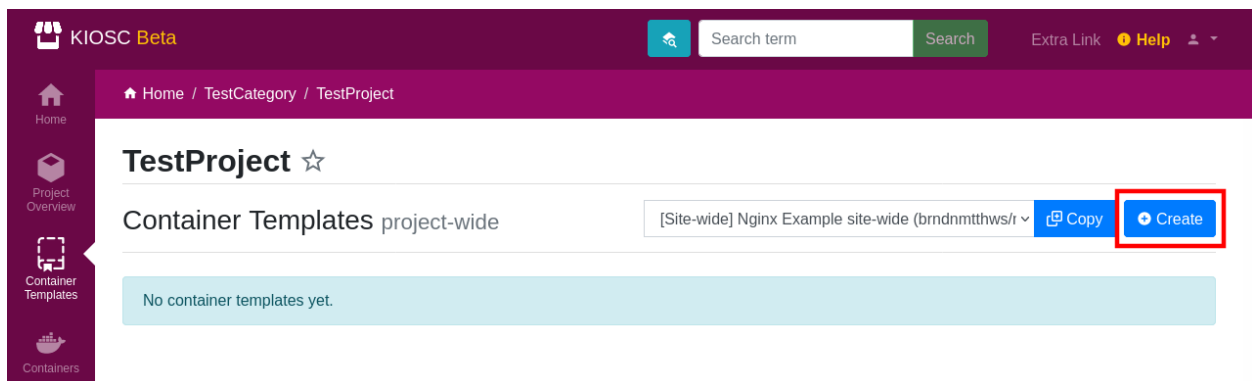 KIOSC Beta
Search term
Search
Extra Link
Help
Home
Home / TestCategory / TestProject
Project
Overview
TestProject
Container Templates project-wide
[Site-wide] Nginx Example site-wide (brndnmtthws/r
Copy
Create
Container
Templates
No container templates yet.
Containers